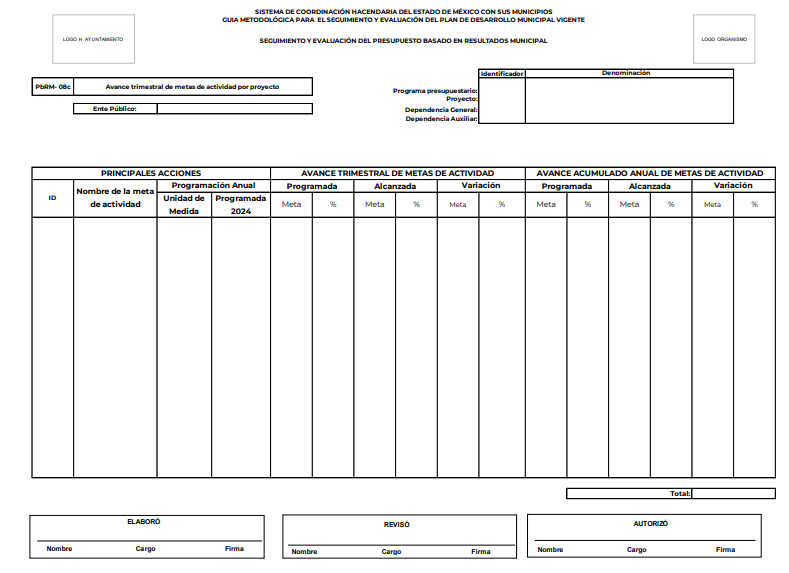 SISTEMA DE COORDINACIÓN HACENDARIA DEL ESTADO DE MÉXICO CON SUS MUNICIPIOS
GUIA METODOLÓGICA PARA EL SEGUIMIENTO Y EVALUACIÓN DEL PLAN DE DESARROLLO MUNICIPAL VIGENTE
LOGO H. AYUNTAMIENTO
SEGUIMIENTO Y EVALUACIÓN DEL PRESUPUESTO BASADO EN RESULTADOS MUNICIPAL
LOGO ORGANISMO
Identificador Denominación
PbRM- 08c Avance trimestral de metas de actividad por proyecto
Programa presupuestario:
Proyecto:
Ente Público:
Dependencia General:
Dependencia Auxiliar:
PRINCIPALES ACCIONES AVANCE TRIMESTRAL DE METAS DE ACTIVIDAD AVANCE ACUMULADO ANUAL DE METAS DE ACTIVIDAD
ID Nombre de la meta de actividad Programación Anual Programada Alcanzada Variación Programada Alcanzada Variación
Unidad de Medida Programada 2024 Meta % Meta % Meta % Meta % Meta % Meta %
Total:
ELABORÓ REVISÓ AUTORIZÓ
Nombre Cargo Firma Nombre Cargo Firma Nombre Cargo Firma